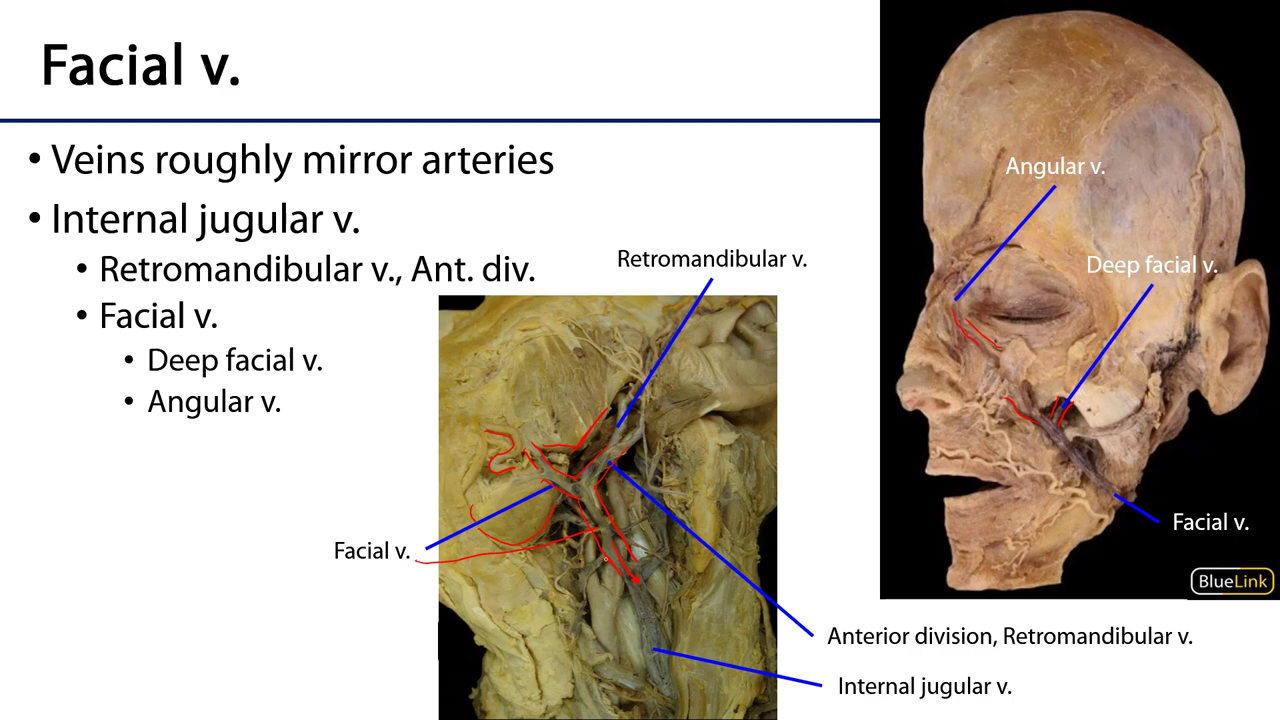 Facial v.
• Veins roughly mirror arteries
• Internal jugular v.
• Retromandibular v., Ant. div.
• Facial v.
• Deep facial v.
• Angular v.
Retromandibular v.
Facial v.
Anterior division, Retromandibular v.
Internal jugular v.
Angular v.
Deep facial v.
Facial v.
BlueLink